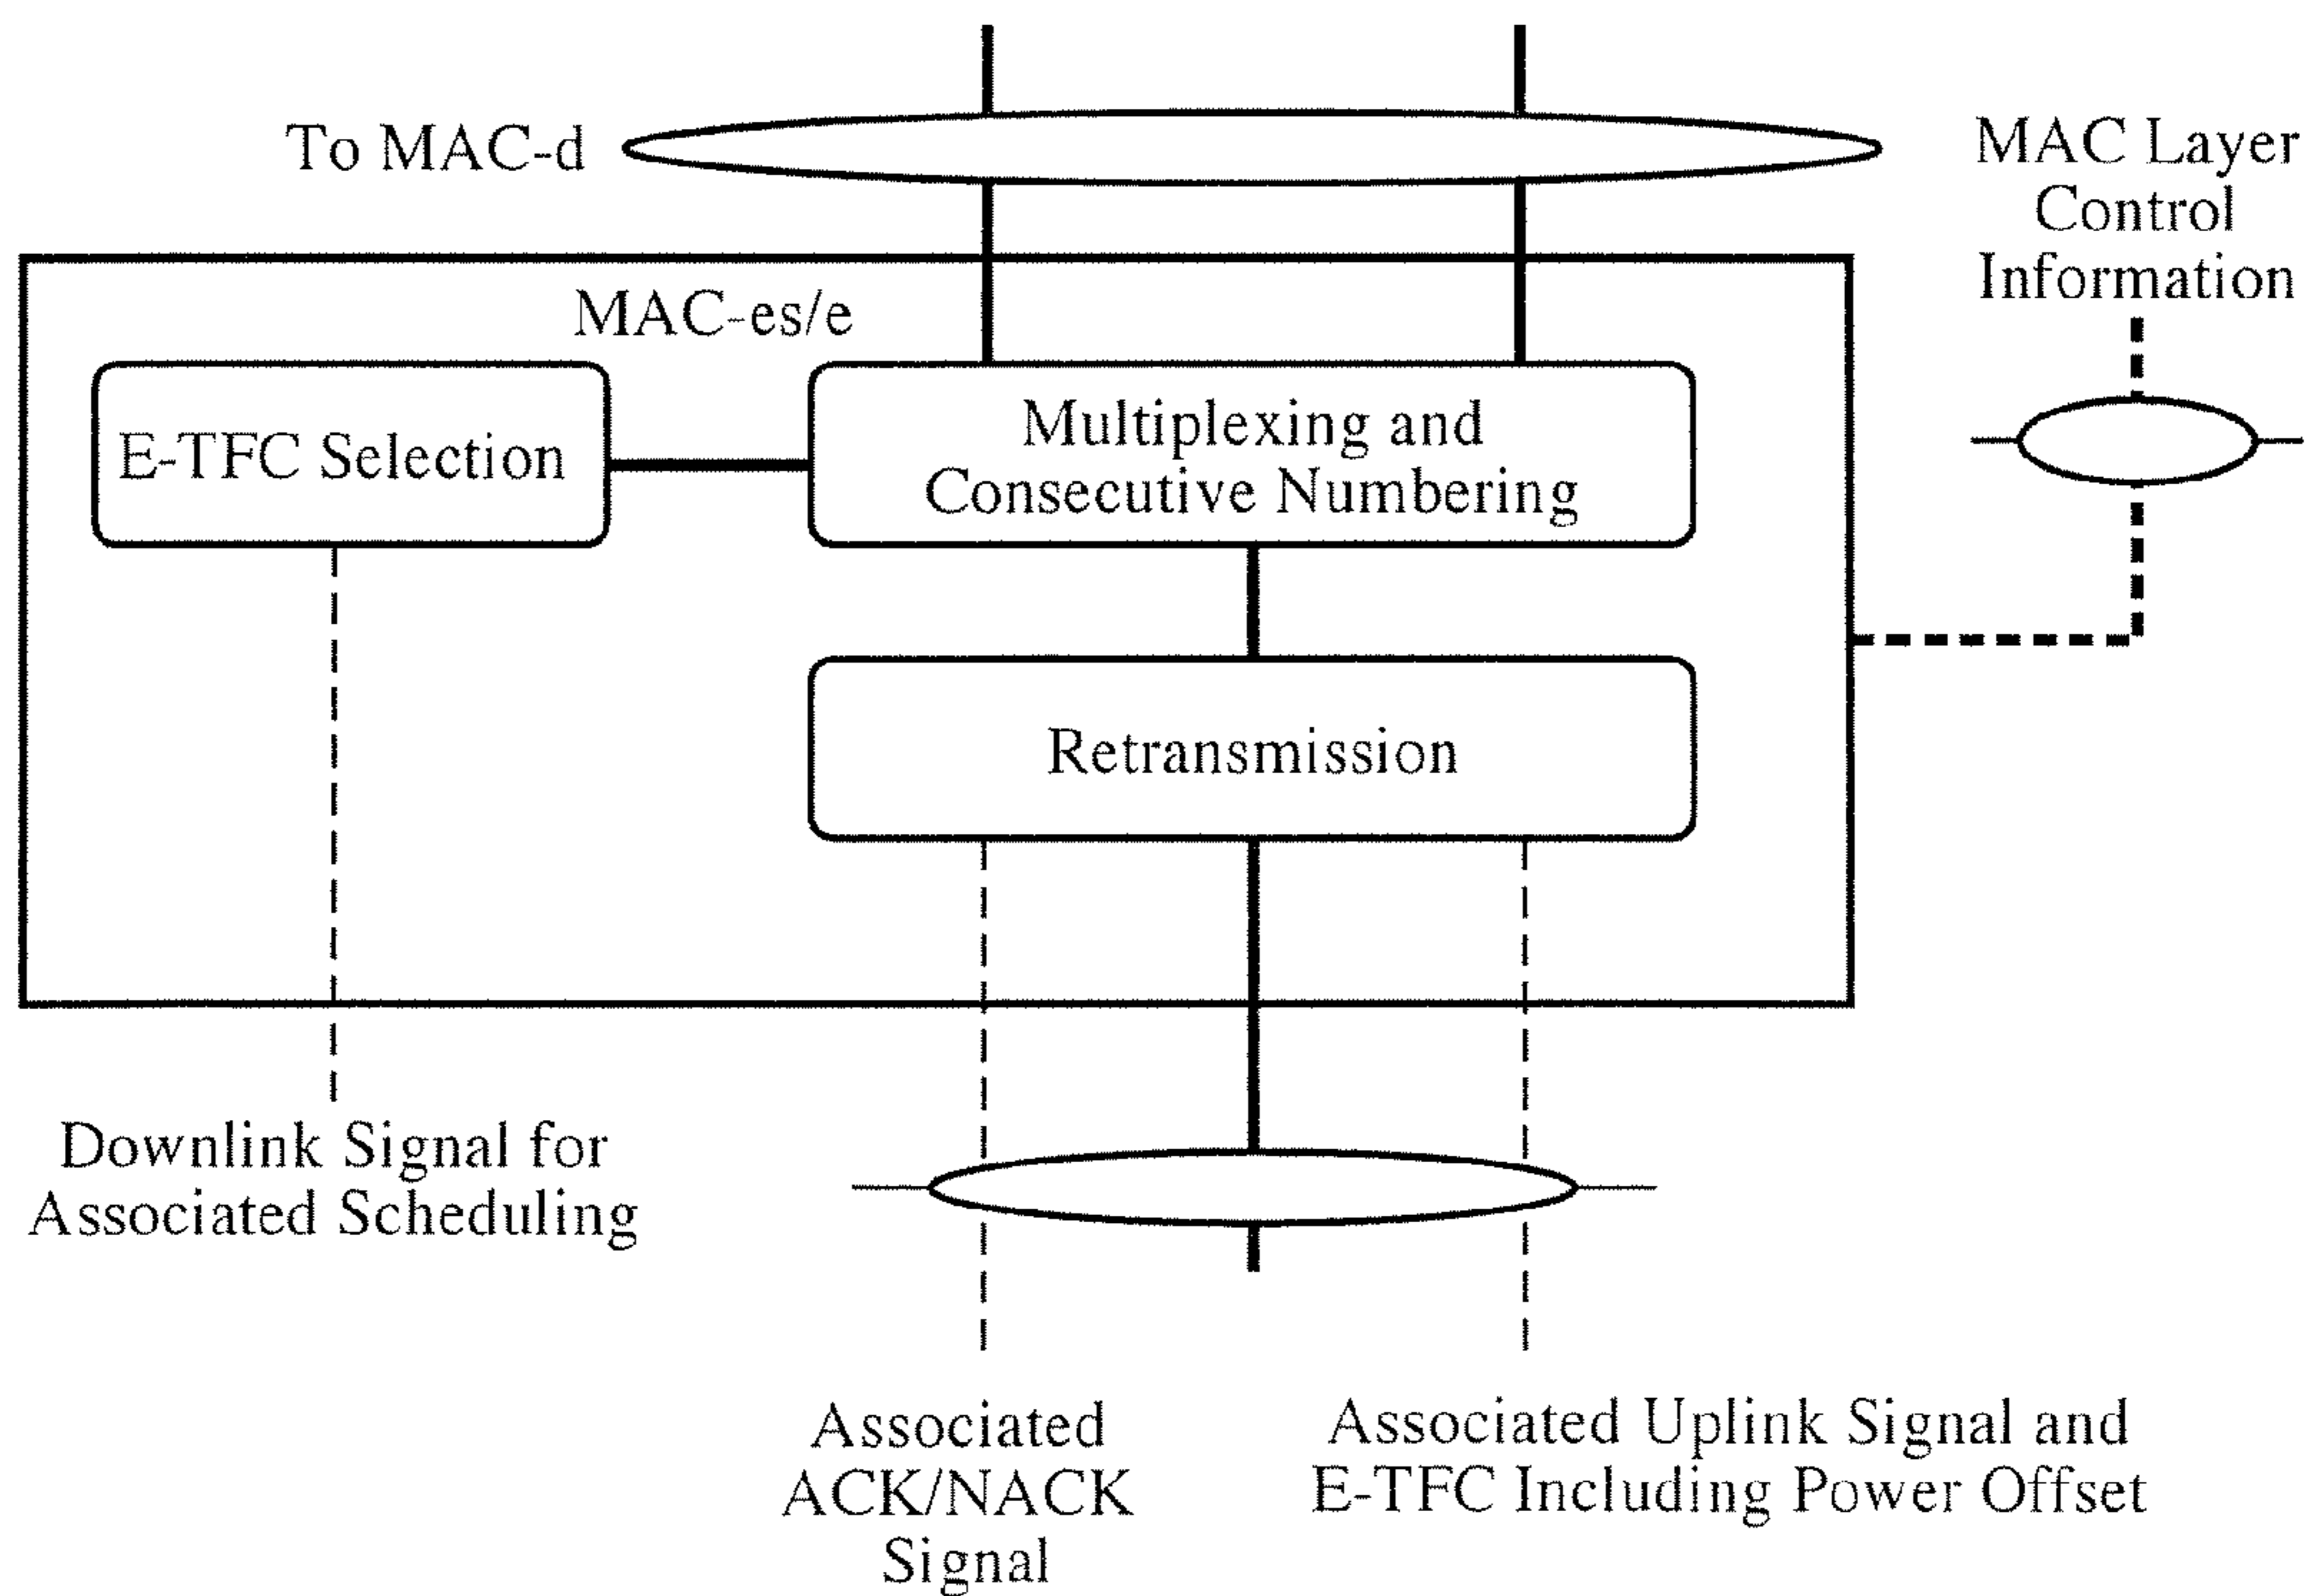 To MAC-d
MAC Layer
Control
Information
MAC-es/e
E-TFC Selection
Multiplexing and
Consecutive Numbering
Retransmission
Downlink Signal for
Associated Scheduling
Associated
ACK/NACK
Signal
Associated Uplink Signal and
E-TFC Including Power Offset